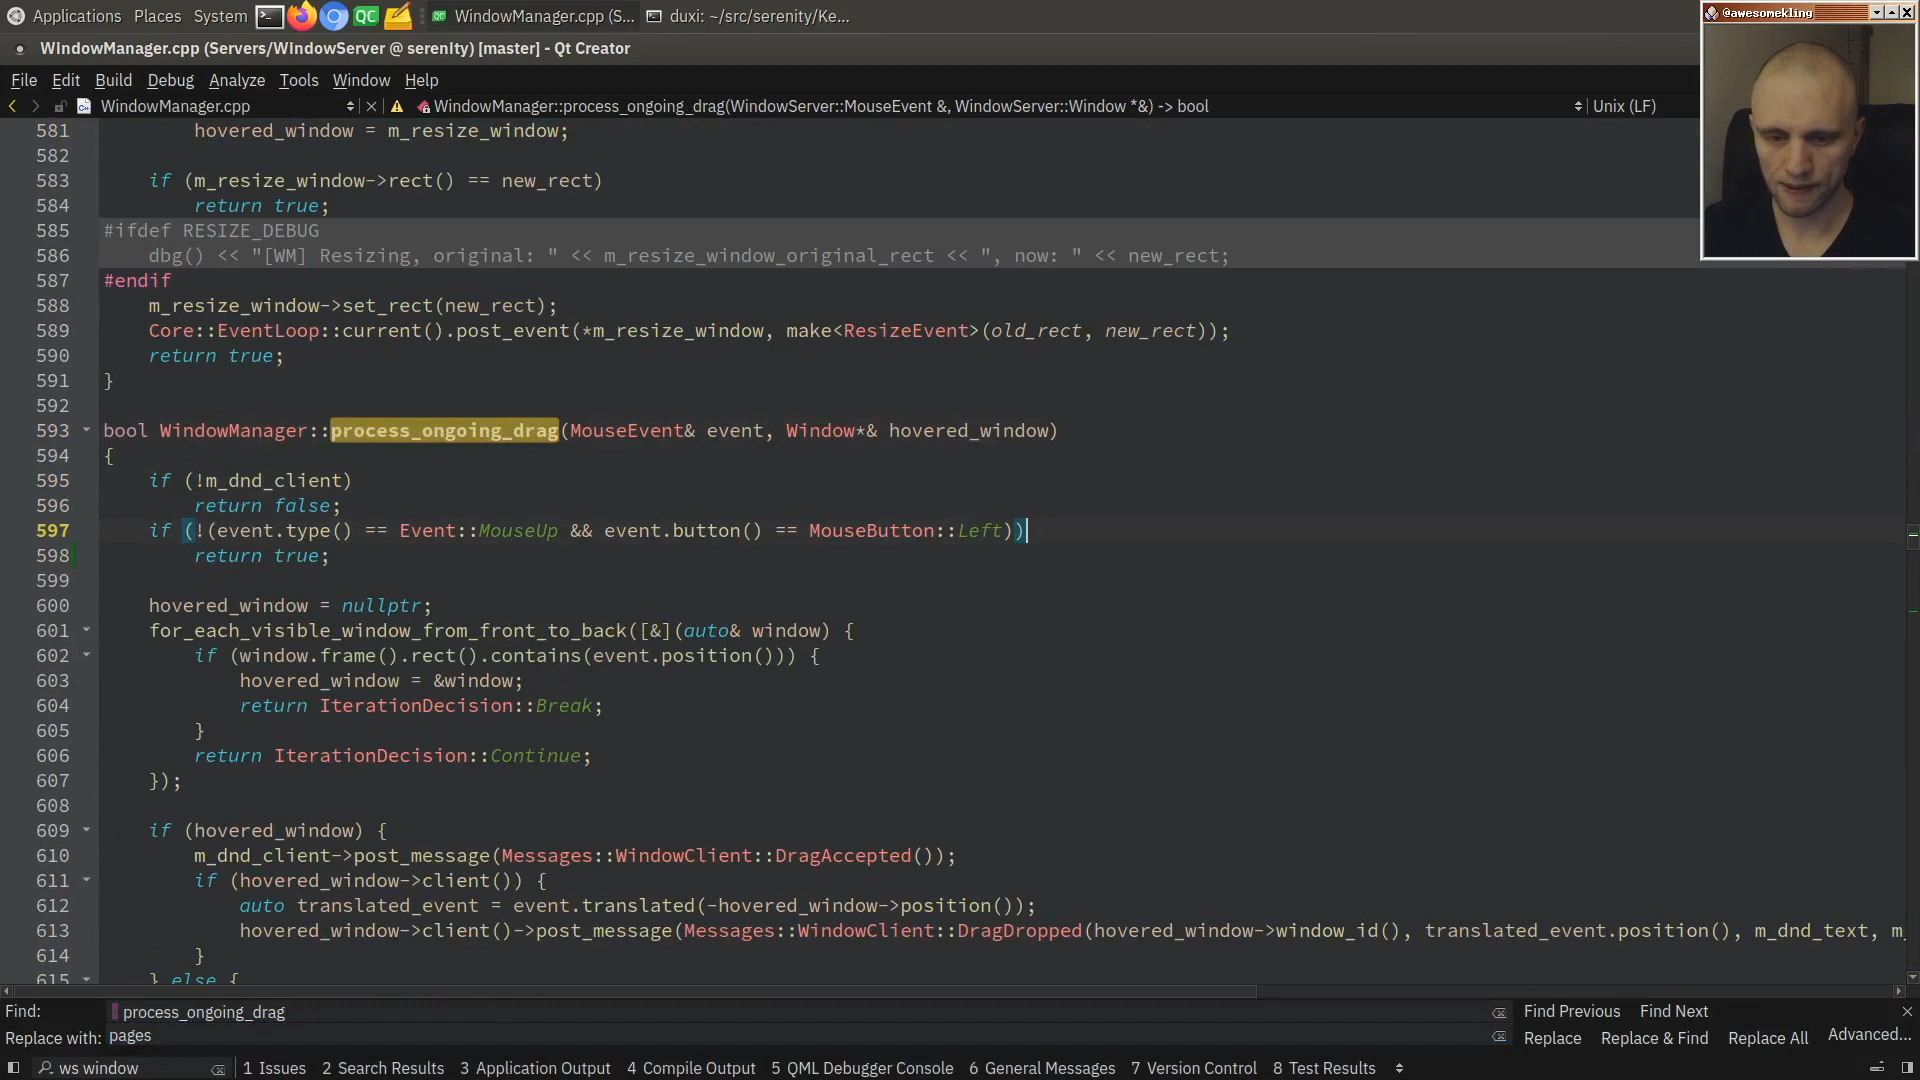 Applications Places System WindowManager.cpp (S... duxi: ~/src/serenity/Ke...
@awesomekling
WindowManager.cpp (Servers/WindowServer @ serenity) [master] - Qt Creator
File Edit Build Debug Analyze Tools Window Help
WindowManager.cpp WindowManager::process_ongoing_drag(WindowServer::MouseEvent &, WindowServer::Window *&) -> bool Unix (LF)
581 hovered_window = m_resize_window;
582
583 if (m_resize_window->rect() == new_rect)
584 return true;
585 #ifdef RESIZE_DEBUG
586 dbg() << "[WM] Resizing, original: " << m_resize_window_original_rect << ", now: " << new_rect;
587 #endif
588 m_resize_window->set_rect(new_rect);
589 Core::EventLoop::current().post_event(*m_resize_window, make<ResizeEvent>(old_rect, new_rect));
590 return true;
591 }
592
593 bool WindowManager::process_ongoing_drag(MouseEvent& event, Window*& hovered_window)
594 {
595 if (!m_dnd_client)
596 return false;
597 if (!(event.type() == Event::MouseUp && event.button() == MouseButton::Left))
598 return true;
599
600 hovered_window = nullptr;
601 for_each_visible_window_from_front_to_back([&](auto& window) {
602 if (window.frame().rect().contains(event.position())) {
603 hovered_window = &window;
604 return IterationDecision::Break;
605 }
606 return IterationDecision::Continue;
607 });
608
609 if (hovered_window) {
610 m_dnd_client->post_message(Messages::WindowClient::DragAccepted());
611 if (hovered_window->client()) {
612 auto translated_event = event.translated(-hovered_window->position());
613 hovered_window->client()->post_message(Messages::WindowClient::DragDropped(hovered_window->window_id(), translated_event.position(), m_dnd_text, m_
614 }
615 } else {
Find: process_ongoing_drag Find Previous Find Next
Replace with: pages Replace Replace & Find Replace All Advanced...
ws window 1 Issues 2 Search Results 3 Application Output 4 Compile Output 5 QML Debugger Console 6 General Messages 7 Version Control 8 Test Results